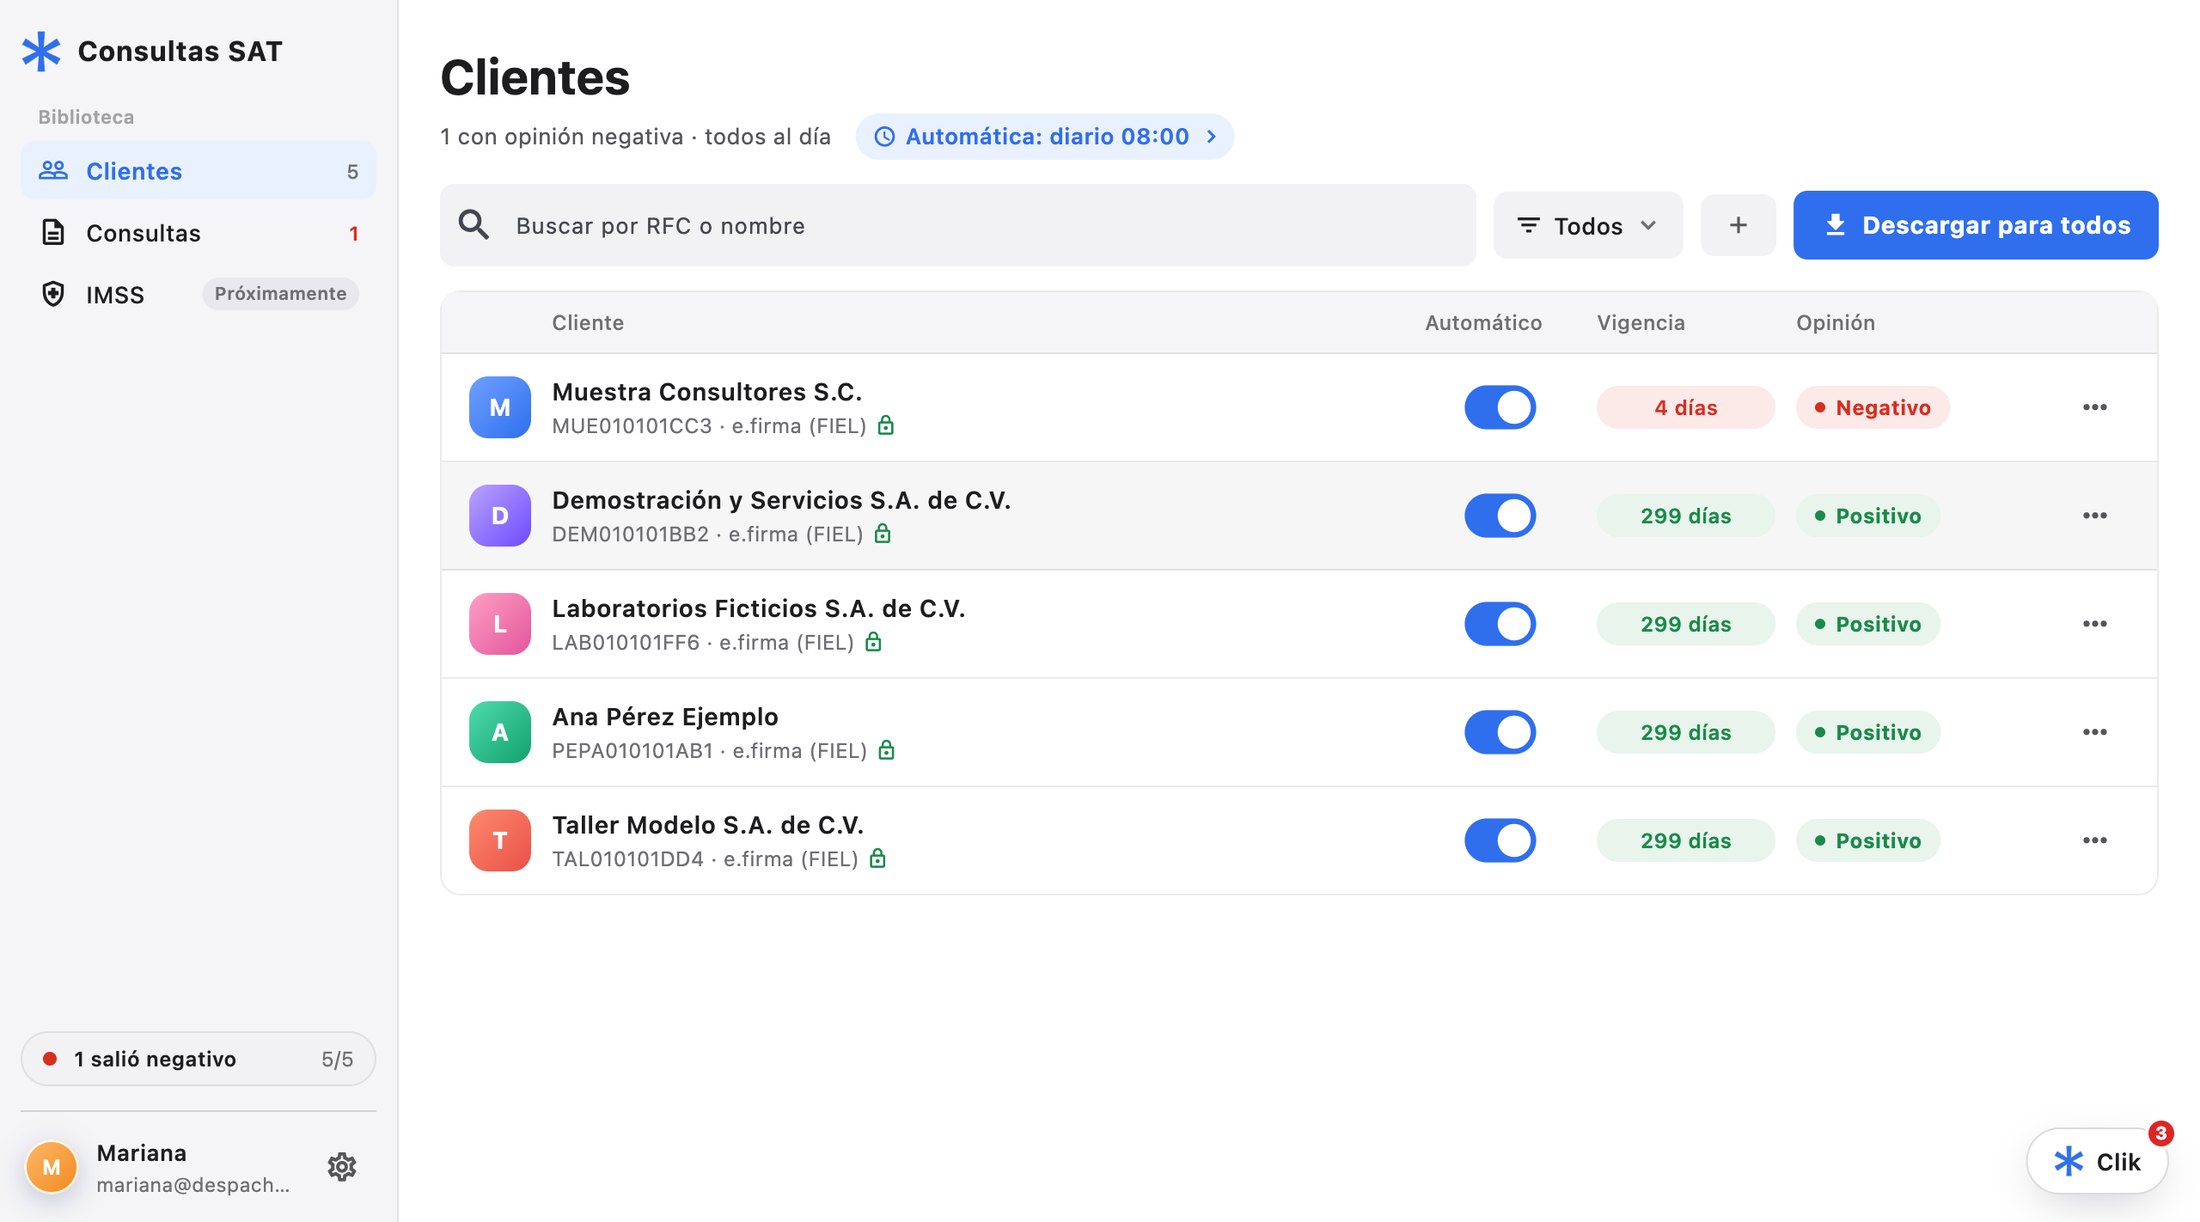 Consultas SAT
Biblioteca
Clientes 5
Consultas 1
IMSS Próximamente
1 salió negativo 5/5
M
Mariana
mariana@despach...
Clientes
1 con opinión negativa · todos al día
Automática: diario 08:00
Buscar por RFC o nombre
Todos
+
Descargar para todos
Cliente Automático Vigencia Opinión
M
Muestra Consultores S.C.
MUE010101CC3 · e.firma (FIEL)
4 días
Negativo
D
Demostración y Servicios S.A. de C.V.
DEM010101BB2 · e.firma (FIEL)
299 días
Positivo
L
Laboratorios Ficticios S.A. de C.V.
LAB010101FF6 · e.firma (FIEL)
299 días
Positivo
A
Ana Pérez Ejemplo
PEPA010101AB1 · e.firma (FIEL)
299 días
Positivo
T
Taller Modelo S.A. de C.V.
TAL010101DD4 · e.firma (FIEL)
299 días
Positivo
Clik
3